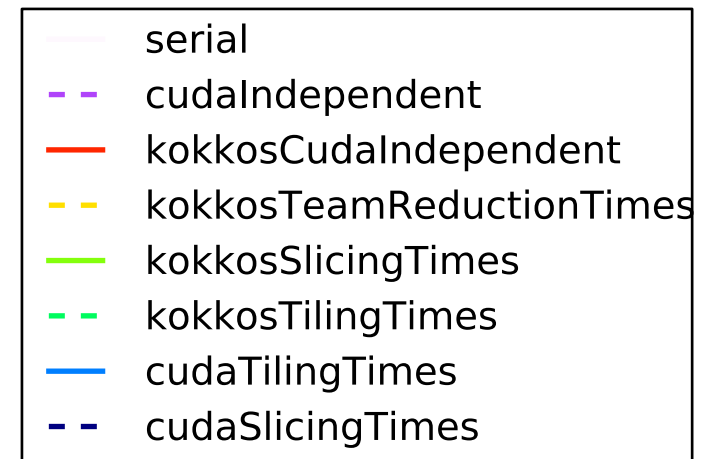 serial
cudaIndependent
kokkosCudaIndependent
kokkosTeamReductionTimes
kokkosSlicingTimes
kokkosTilingTimes
cudaTilingTimes
cudaSlicingTimes